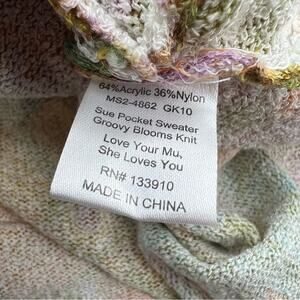 64%Acrylic 36%Nylon
MS2-4862 GK10
Sue Pocket Sweater
Groovy Blooms Knit
Love Your Mu,
She Loves You
RN# 133910
MADE IN CHINA